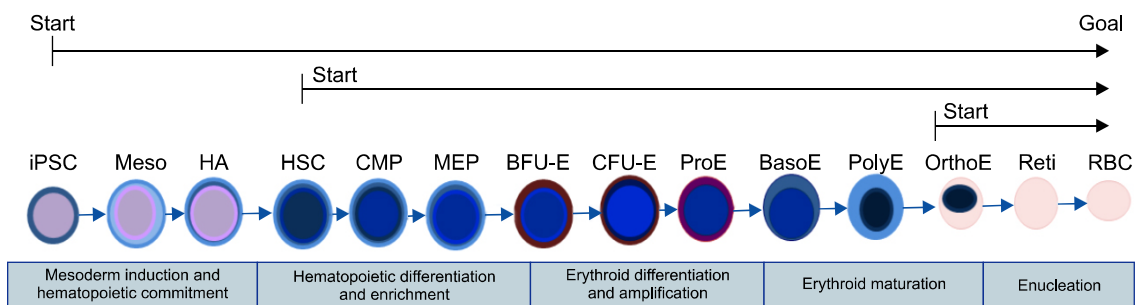 Start
Goal
Start
Start
iPSC Meso HA HSC CMP MEP BFU-E CFU-E ProE BasoE PolyE OrthoE Reti RBC
Mesoderm induction and
hematopoietic commitment
Hematopoietic differentiation
and enrichment
Erythroid differentiation
and amplification
Erythroid maturation
Enucleation